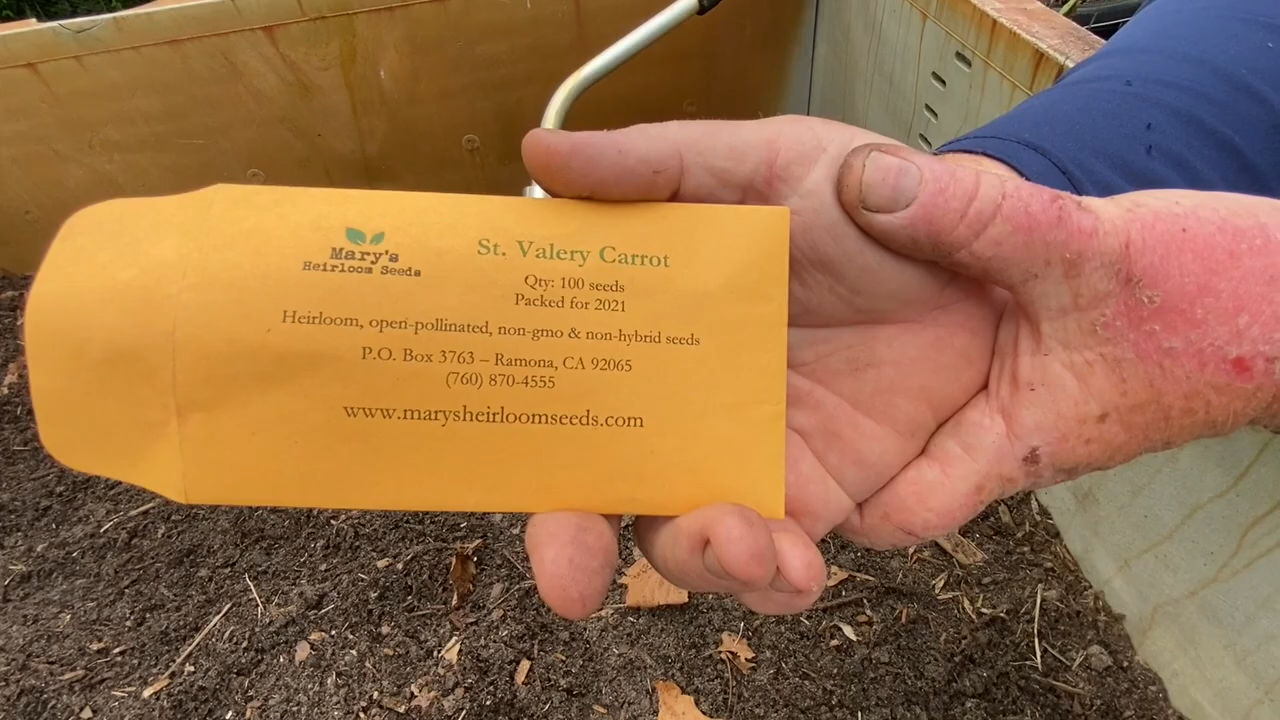 Mary's
Heirloom Seeds
St. Valery Carrot
Qty: 100 seeds
Packed for 2021
Heirloom, open-pollinated, non-gmo & non-hybrid seeds
P.O. Box 3763 – Ramona, CA 92065
(760) 870-4555
www.marysheirloomseeds.com